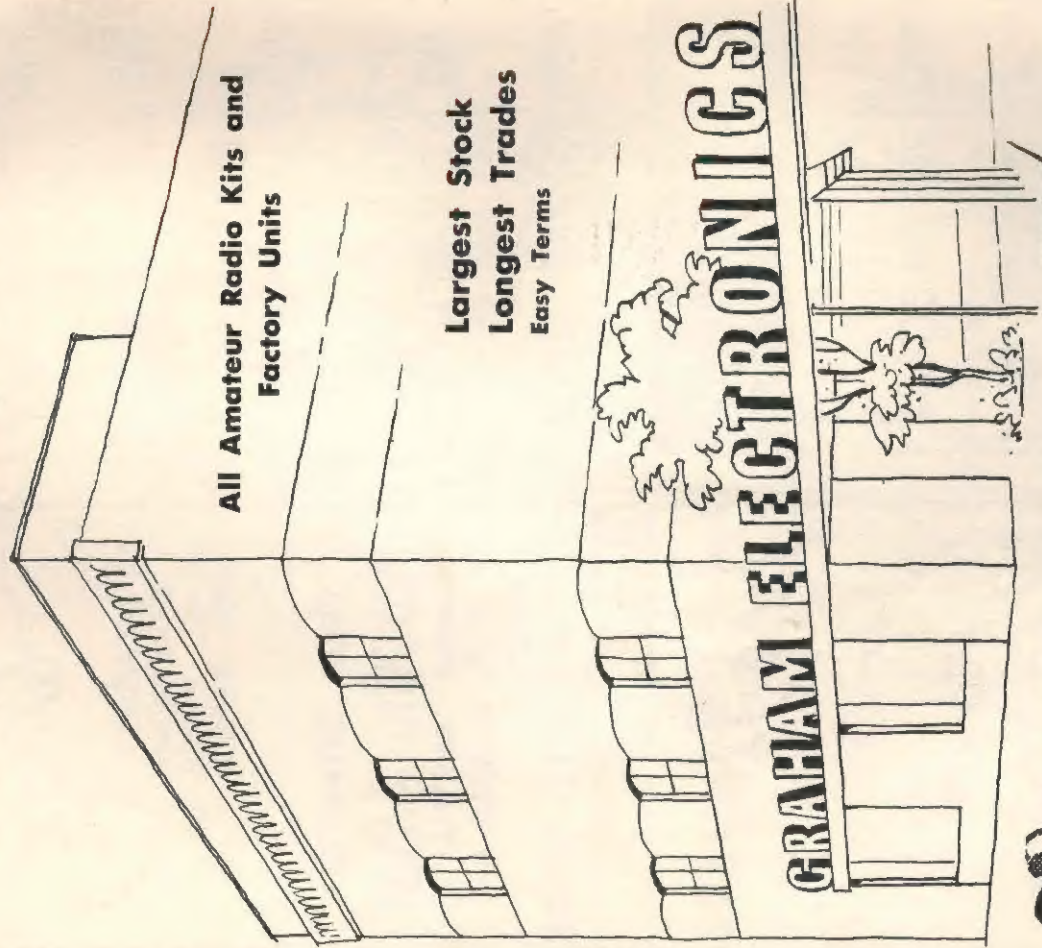 All Amateur Radio Kits and
Factory Units
Largest Stock
Longest Trades
Easy Terms
GRAHAM ELECTRONICS